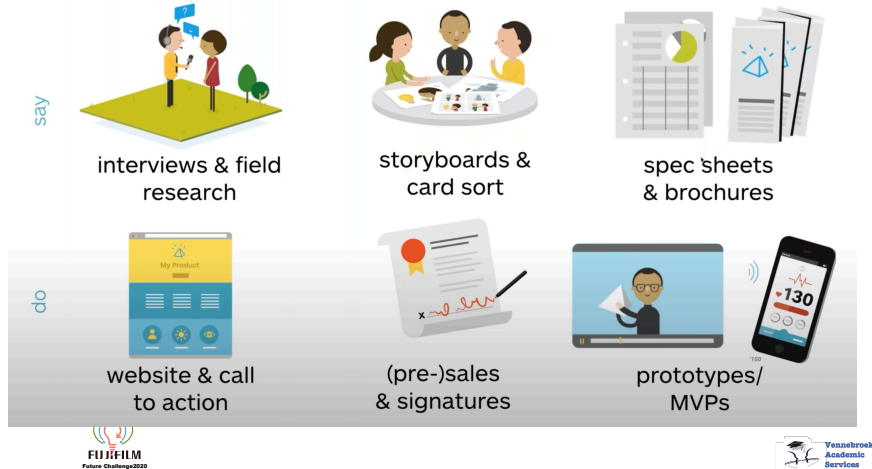 ?
say
interviews & field
research
storyboards &
card sort
spec sheets
& brochures
do
My Product
website & call
to action
x
(pre-)sales
& signatures
130
150
prototypes/
MVPs
FUJIFILM
Future Challenge2020
Vennebroek
Academic
Services